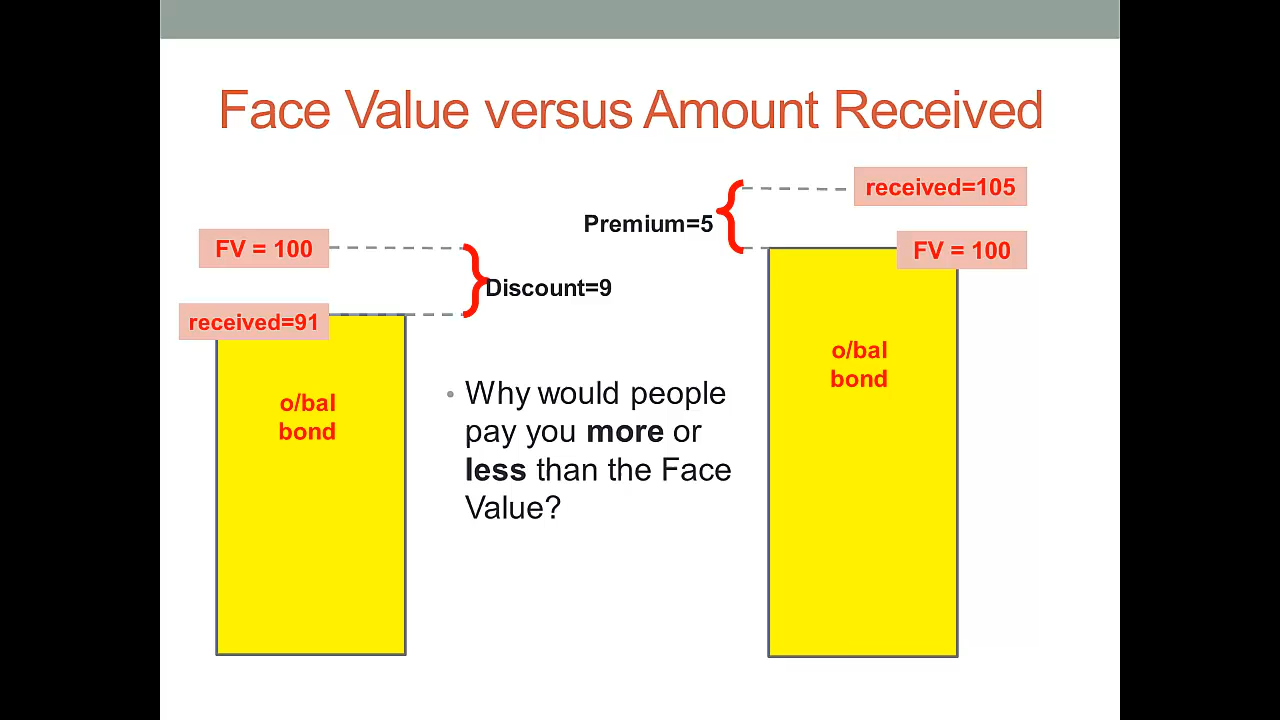 Face Value versus Amount Received
received=105
Premium=5
FV = 100
FV = 100
Discount=9
received=91
o/bal
bond
o/bal
bond
• Why would people
pay you more or
less than the Face
Value?